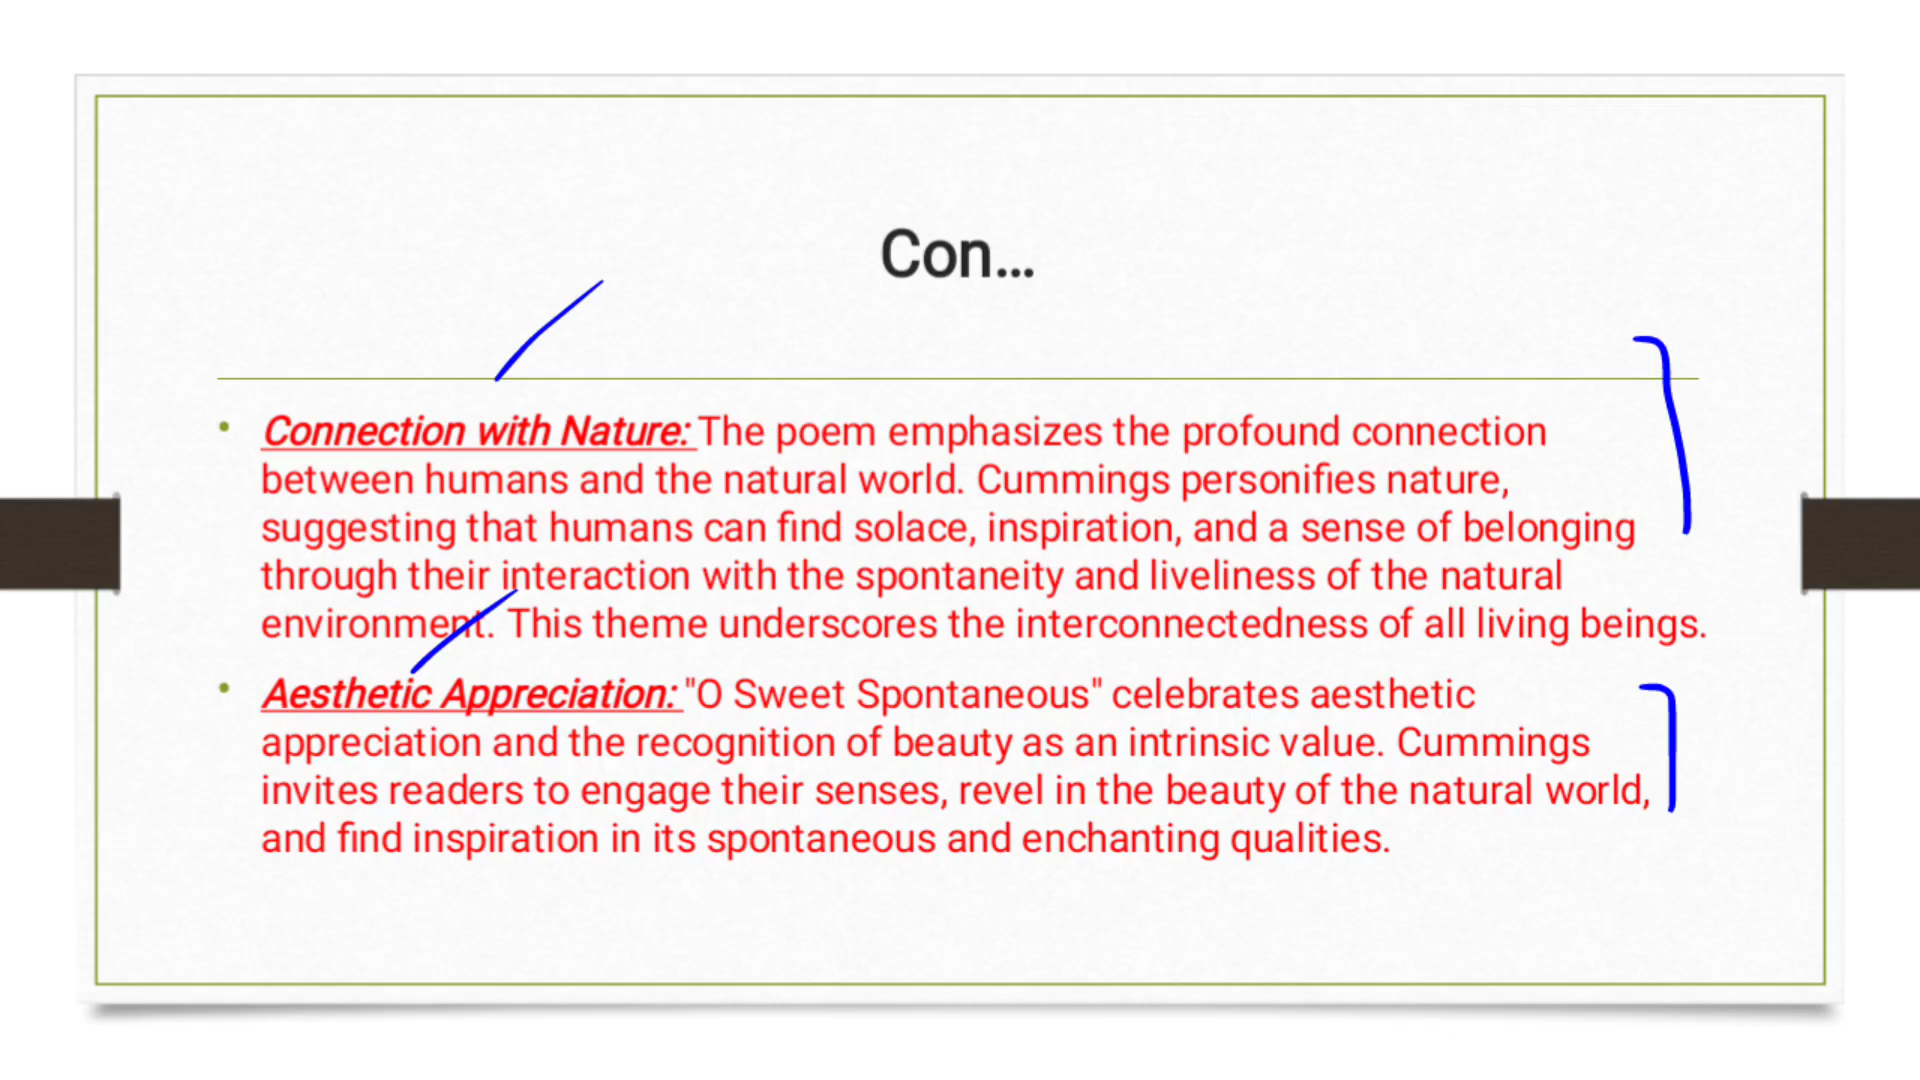 Con...
• Connection with Nature: The poem emphasizes the profound connection
between humans and the natural world. Cummings personifies nature,
suggesting that humans can find solace, inspiration, and a sense of belonging
through their interaction with the spontaneity and liveliness of the natural
environment. This theme underscores the interconnectedness of all living beings.
• Aesthetic Appreciation: "O Sweet Spontaneous" celebrates aesthetic
appreciation and the recognition of beauty as an intrinsic value. Cummings
invites readers to engage their senses, revel in the beauty of the natural world,
and find inspiration in its spontaneous and enchanting qualities.